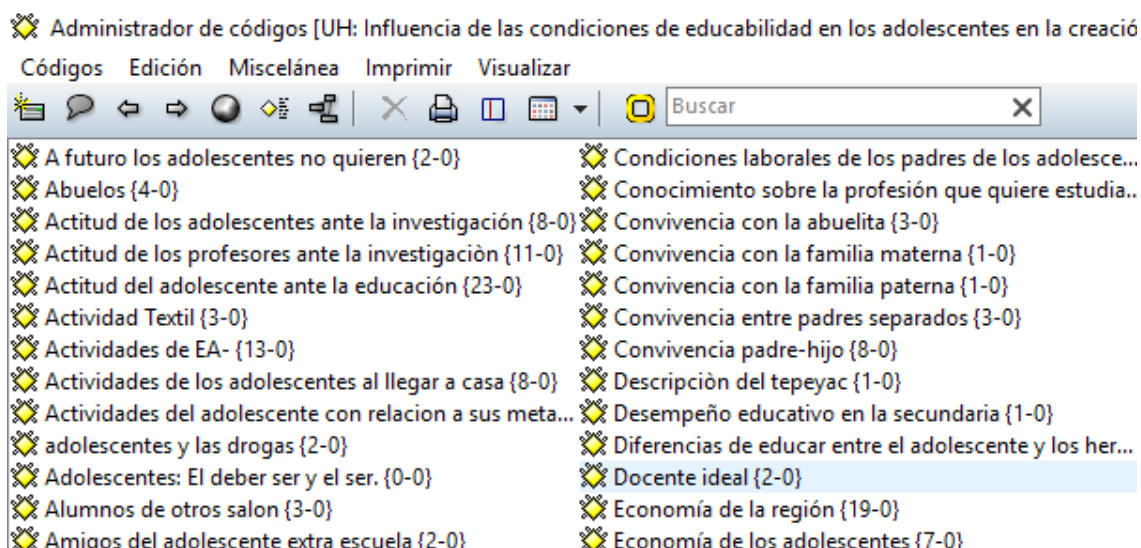 Administrador de códigos [UH: Influencia de las condiciones de educabilidad en los adolescentes en la creació
Códigos Edición Miscelánea Imprimir Visualizar
Buscar
A futuro los adolescentes no quieren {2-0}
Abuelos {4-0}
Actitud de los adolescentes ante la investigación {8-0}
Actitud de los profesores ante la investigaciòn {11-0}
Actitud del adolescente ante la educación {23-0}
Actividad Textil {3-0}
Actividades de EA- {13-0}
Actividades de los adolescentes al llegar a casa {8-0}
Actividades del adolescente con relacion a sus meta...
adolescentes y las drogas {2-0}
Adolescentes: El deber ser y el ser. {0-0}
Alumnos de otros salon {3-0}
Amigos del adolescente extra escuela {2-0}
Condiciones laborales de los padres de los adolesce...
Conocimiento sobre la profesión que quiere estudia...
Convivencia con la abuelita {3-0}
Convivencia con la familia materna {1-0}
Convivencia con la familia paterna {1-0}
Convivencia entre padres separados {3-0}
Convivencia padre-hijo {8-0}
Descripciòn del tepeyac {1-0}
Desempeño educativo en la secundaria {1-0}
Diferencias de educar entre el adolescente y los her...
Docente ideal {2-0}
Economía de la región {19-0}
Economía de los adolescentes {7-0}